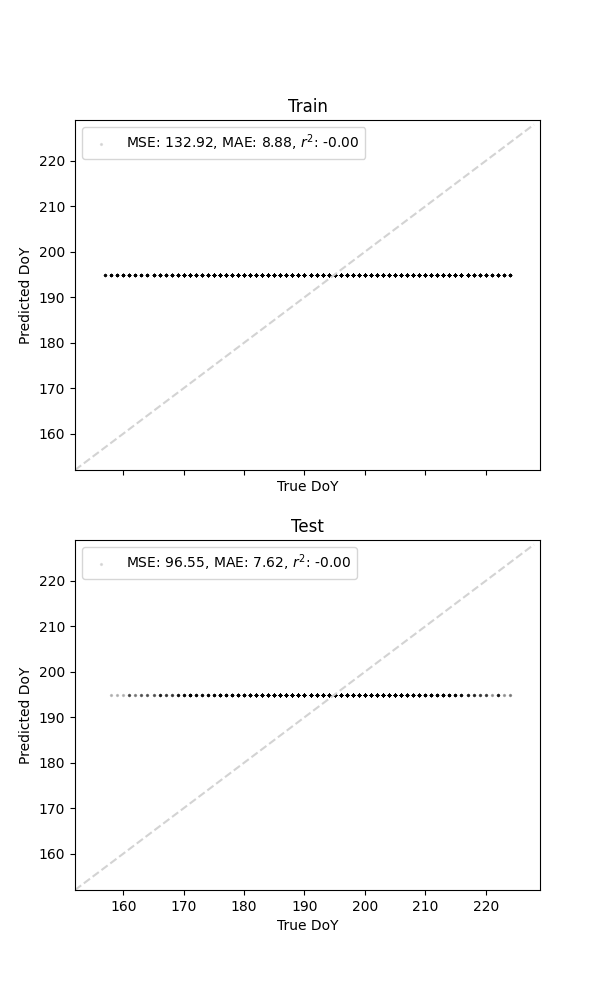 Train
MSE: 132.92, MAE: 8.88, r²: -0.00
220
210
200
190
180
170
160
Predicted DoY
True DoY
Test
MSE: 96.55, MAE: 7.62, r²: -0.00
220
210
200
190
180
170
160
Predicted DoY
160 170 180 190 200 210 220
True DoY